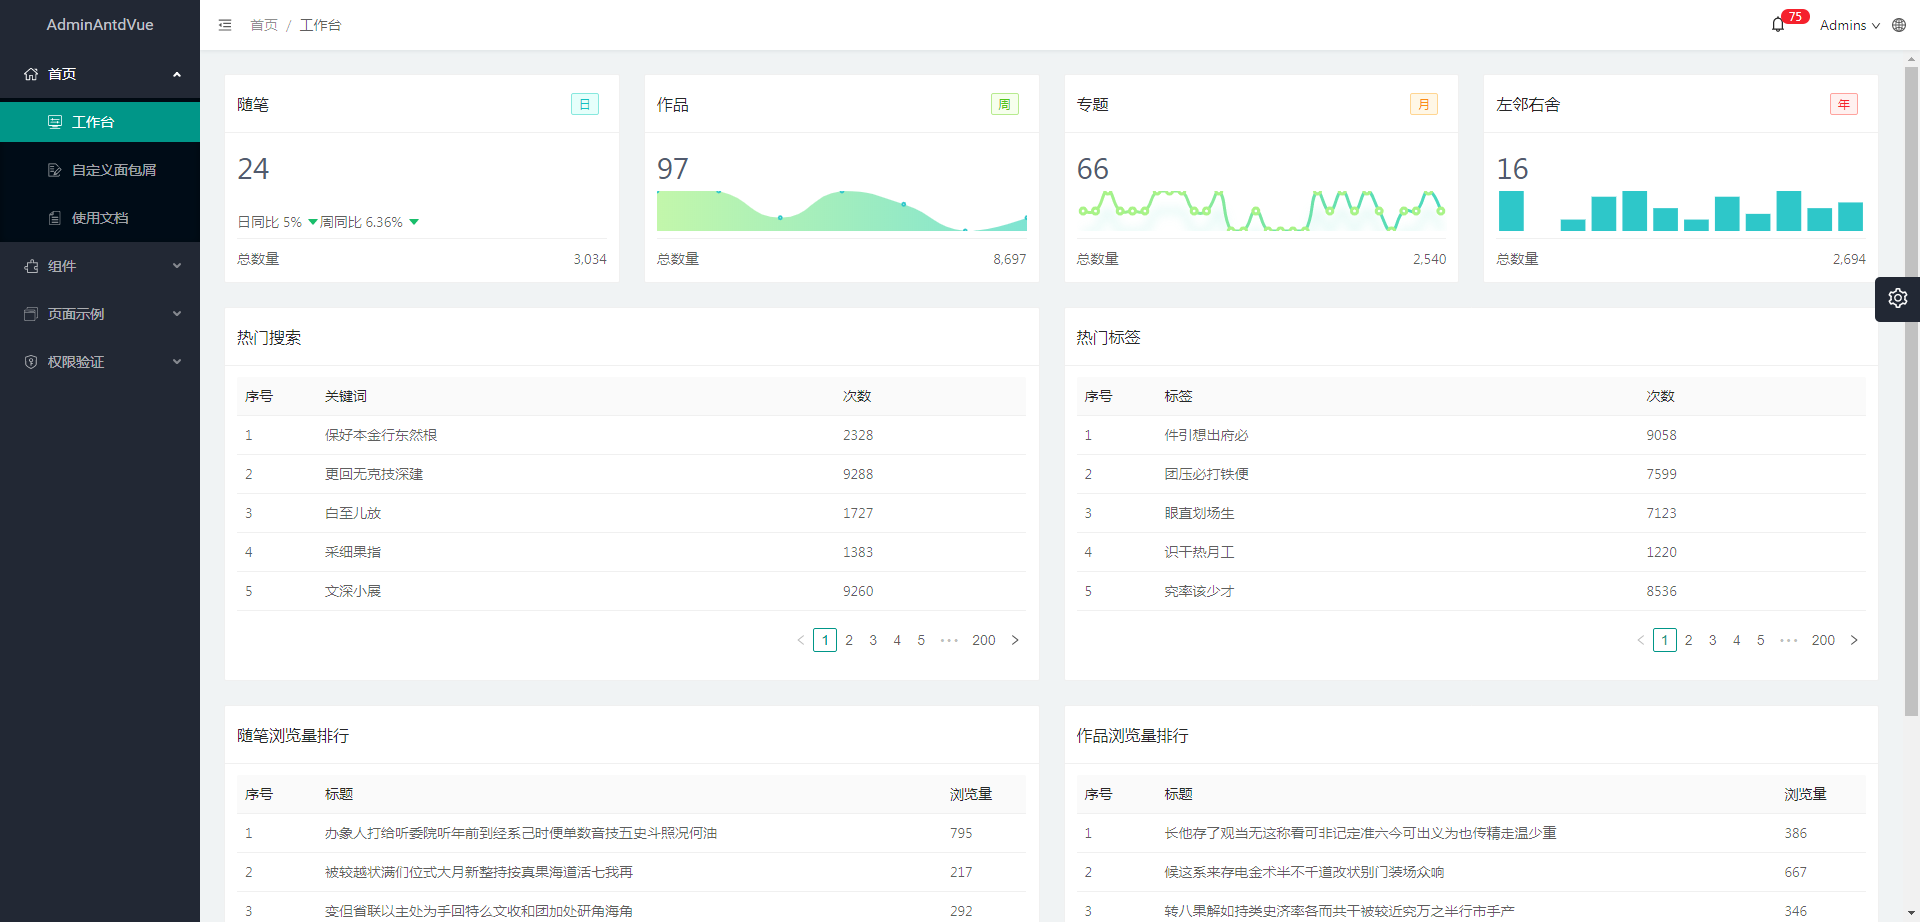 AdminAntdVue
首页
工作台
自定义面包屑
使用文档
组件
页面示例
权限验证
首页 / 工作台
75
Admins
随笔 日
24
日同比 5% 周同比 6.36%
总数量 3,034
作品 周
97
总数量 8,697
专题 月
66
总数量 2,540
左邻右舍 年
16
总数量 2,694
热门搜索
序号 关键词 次数
1 保好本金行东然根 2328
2 更回无克技深建 9288
3 白至儿放 1727
4 采细果指 1383
5 文深小展 9260
1 2 3 4 5 ••• 200
热门标签
序号 标签 次数
1 件引想出府必 9058
2 团压必打铁便 7599
3 眼直划场生 7123
4 识干热月工 1220
5 究率该少才 8536
1 2 3 4 5 ••• 200
随笔浏览量排行
序号 标题 浏览量
1 办象人打给听委院听年前到经系己时便单数音技五史斗照况何油 795
2 被较越状满们位式大月新整持按真果海道活七我再 217
3 变但省联以主处为手回特么文收和团加处研角海角 292
作品浏览量排行
序号 标题 浏览量
1 长他存了观当无这称看可非记定准六今可出义为也传精走温少重 386
2 候这系来存电金术半不千道改状别门装场众响 667
3 转八果解如持类史济率各而共干被较近究万之半行市手产 346